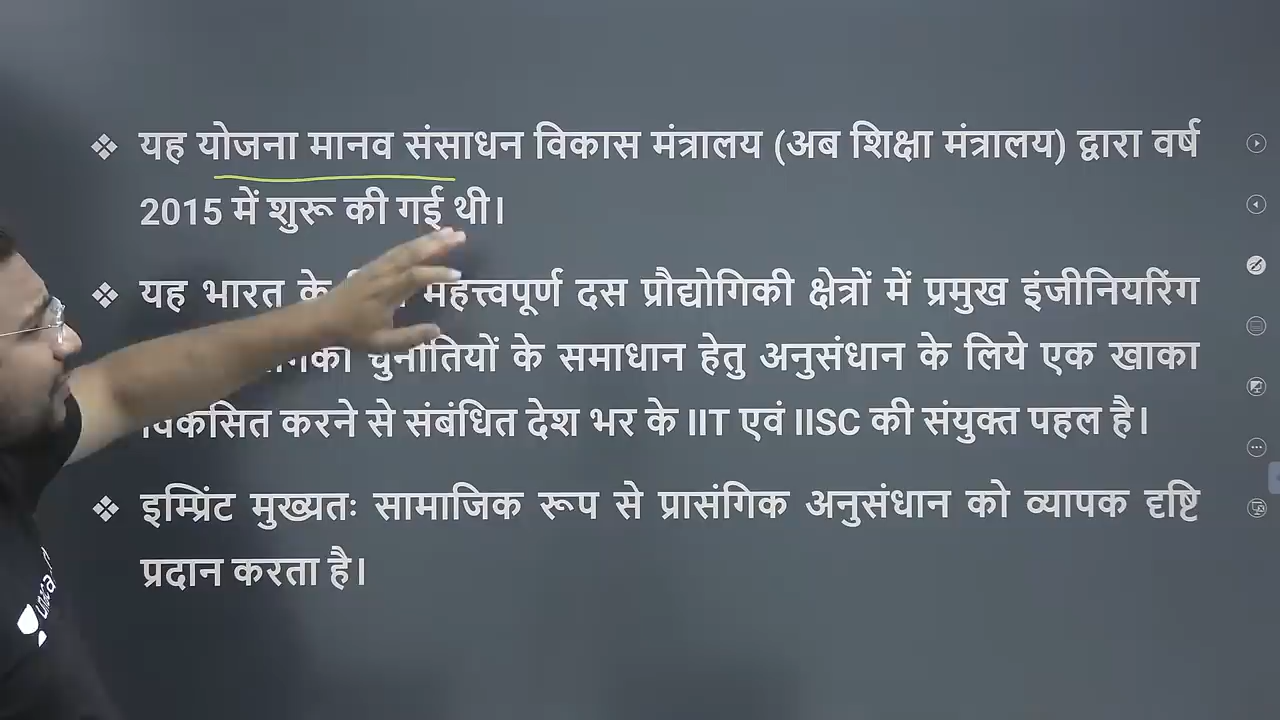 ❖ यह योजना मानव संसाधन विकास मंत्रालय (अब शिक्षा मंत्रालय) द्वारा वर्ष
2015 में शुरू की गई थी।
❖ यह भारत के महत्त्वपूर्ण दस प्रौद्योगिकी क्षेत्रों में प्रमुख इंजीनियरिंग
चुनौतियों के समाधान हेतु अनुसंधान के लिये एक खाका
विकसित करने से संबंधित देश भर के IIT एवं IISC की संयुक्त पहल है।
❖ इम्प्रिंट मुख्यतः सामाजिक रूप से प्रासंगिक अनुसंधान को व्यापक दृष्टि
प्रदान करता है।